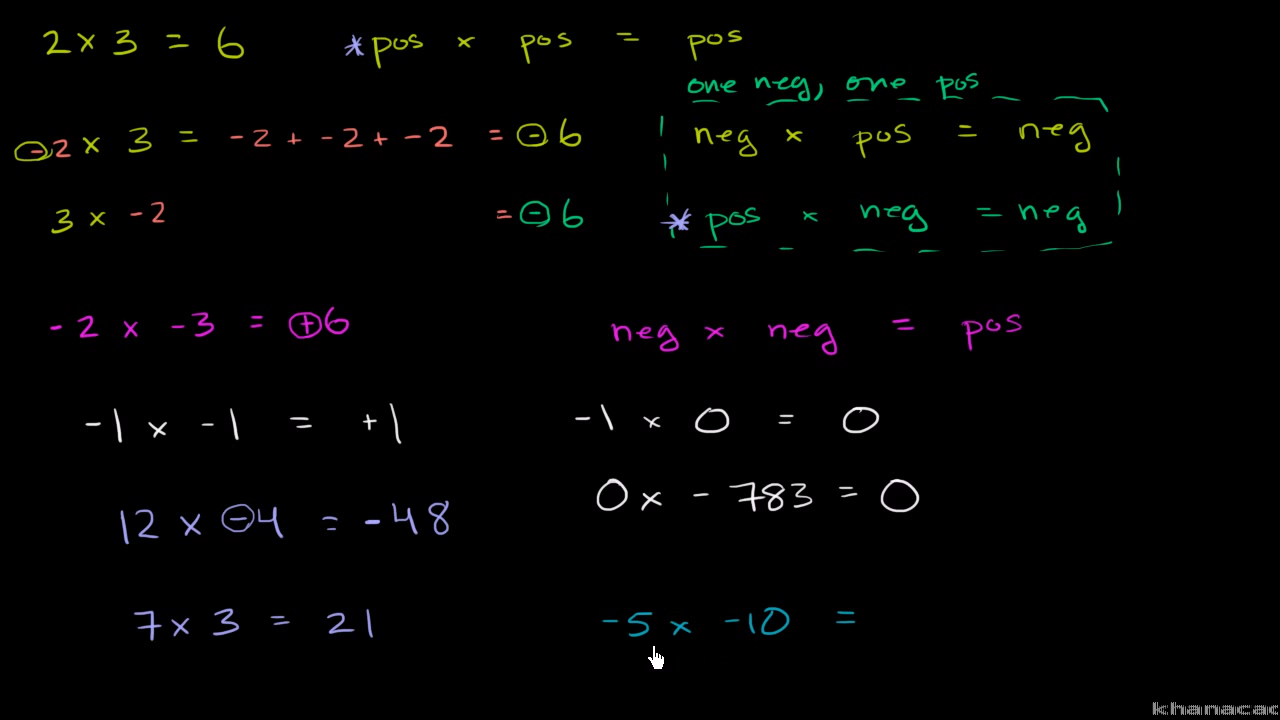 2 x 3 = 6 *pos x pos = pos
one neg, one pos
-2 x 3 = -2 + -2 + -2 = -6 neg x pos = neg
3 x -2 = -6 * pos x neg = neg
-2 x -3 = +6 neg x neg = pos
-1 x -1 = +1 -1 x 0 = 0
0 x -783 = 0
12 x -4 = -48
7 x 3 = 21 -5 x -10 =
khanacac